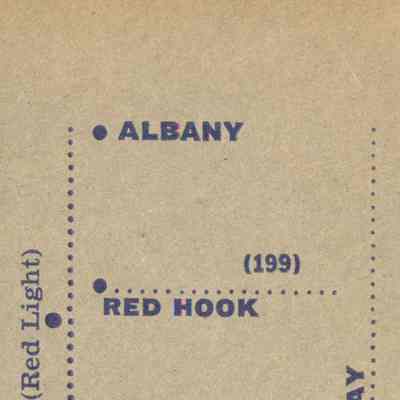 ALBANY
(199)
RED HOOK
(Red Light)